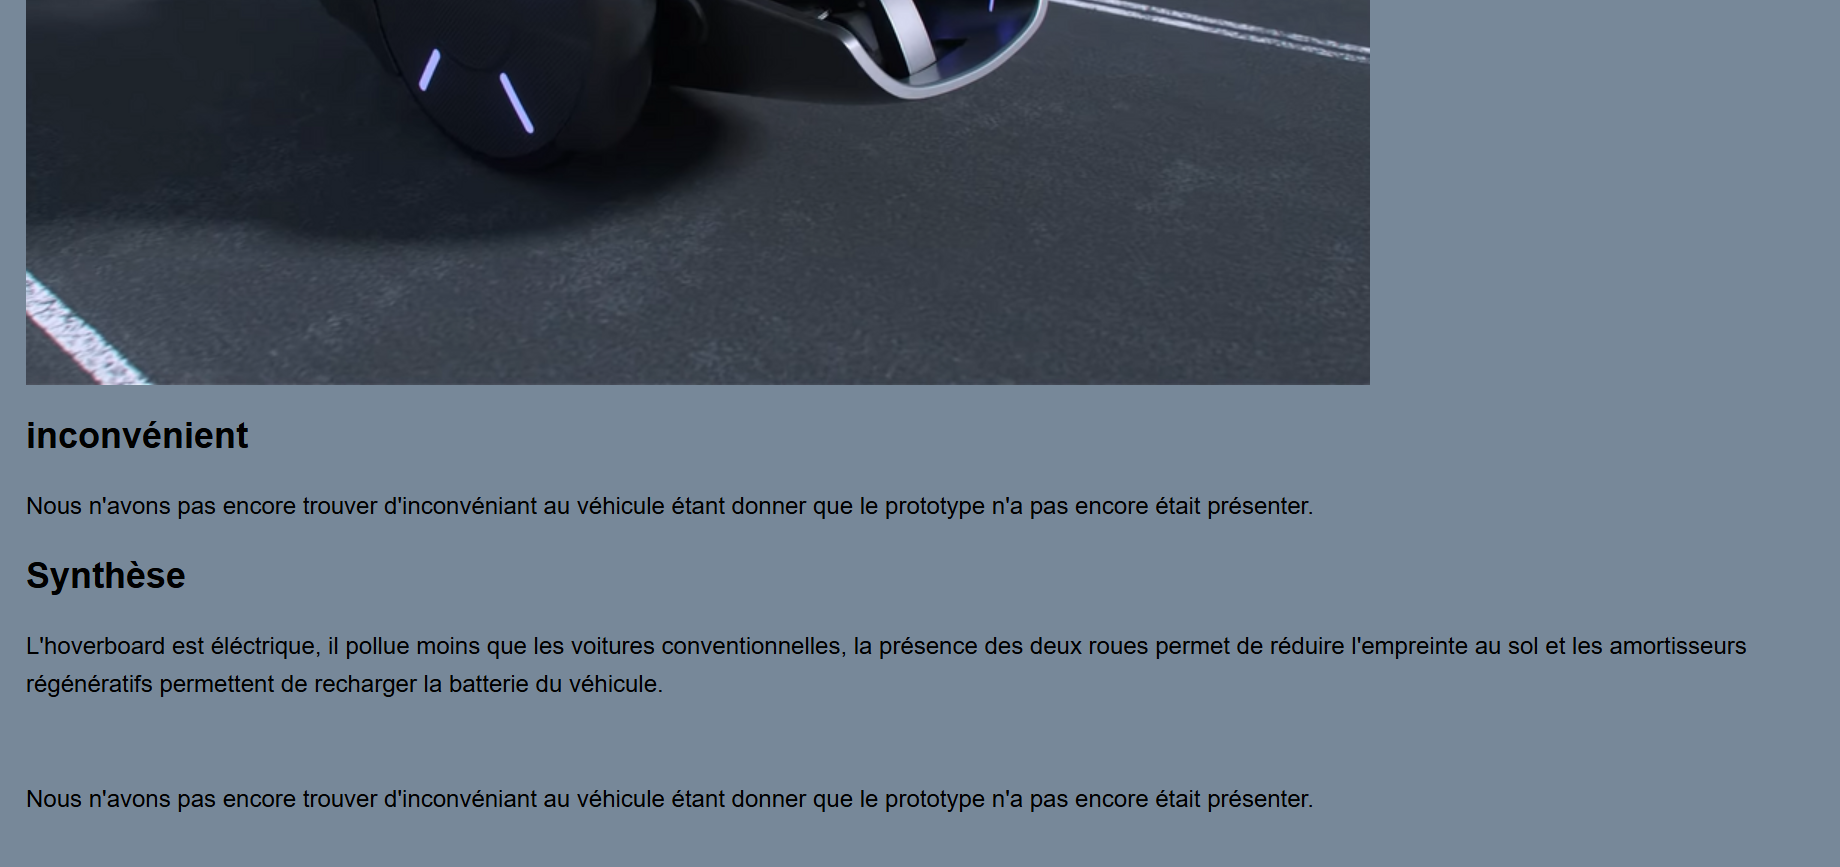 inconvénient
Nous n'avons pas encore trouver d'inconvéniant au véhicule étant donner que le prototype n'a pas encore était présenter.
Synthèse
L'hoverboard est éléctrique, il pollue moins que les voitures conventionnelles, la présence des deux roues permet de réduire l'empreinte au sol et les amortisseurs
régénératifs permettent de recharger la batterie du véhicule.
Nous n'avons pas encore trouver d'inconvéniant au véhicule étant donner que le prototype n'a pas encore était présenter.